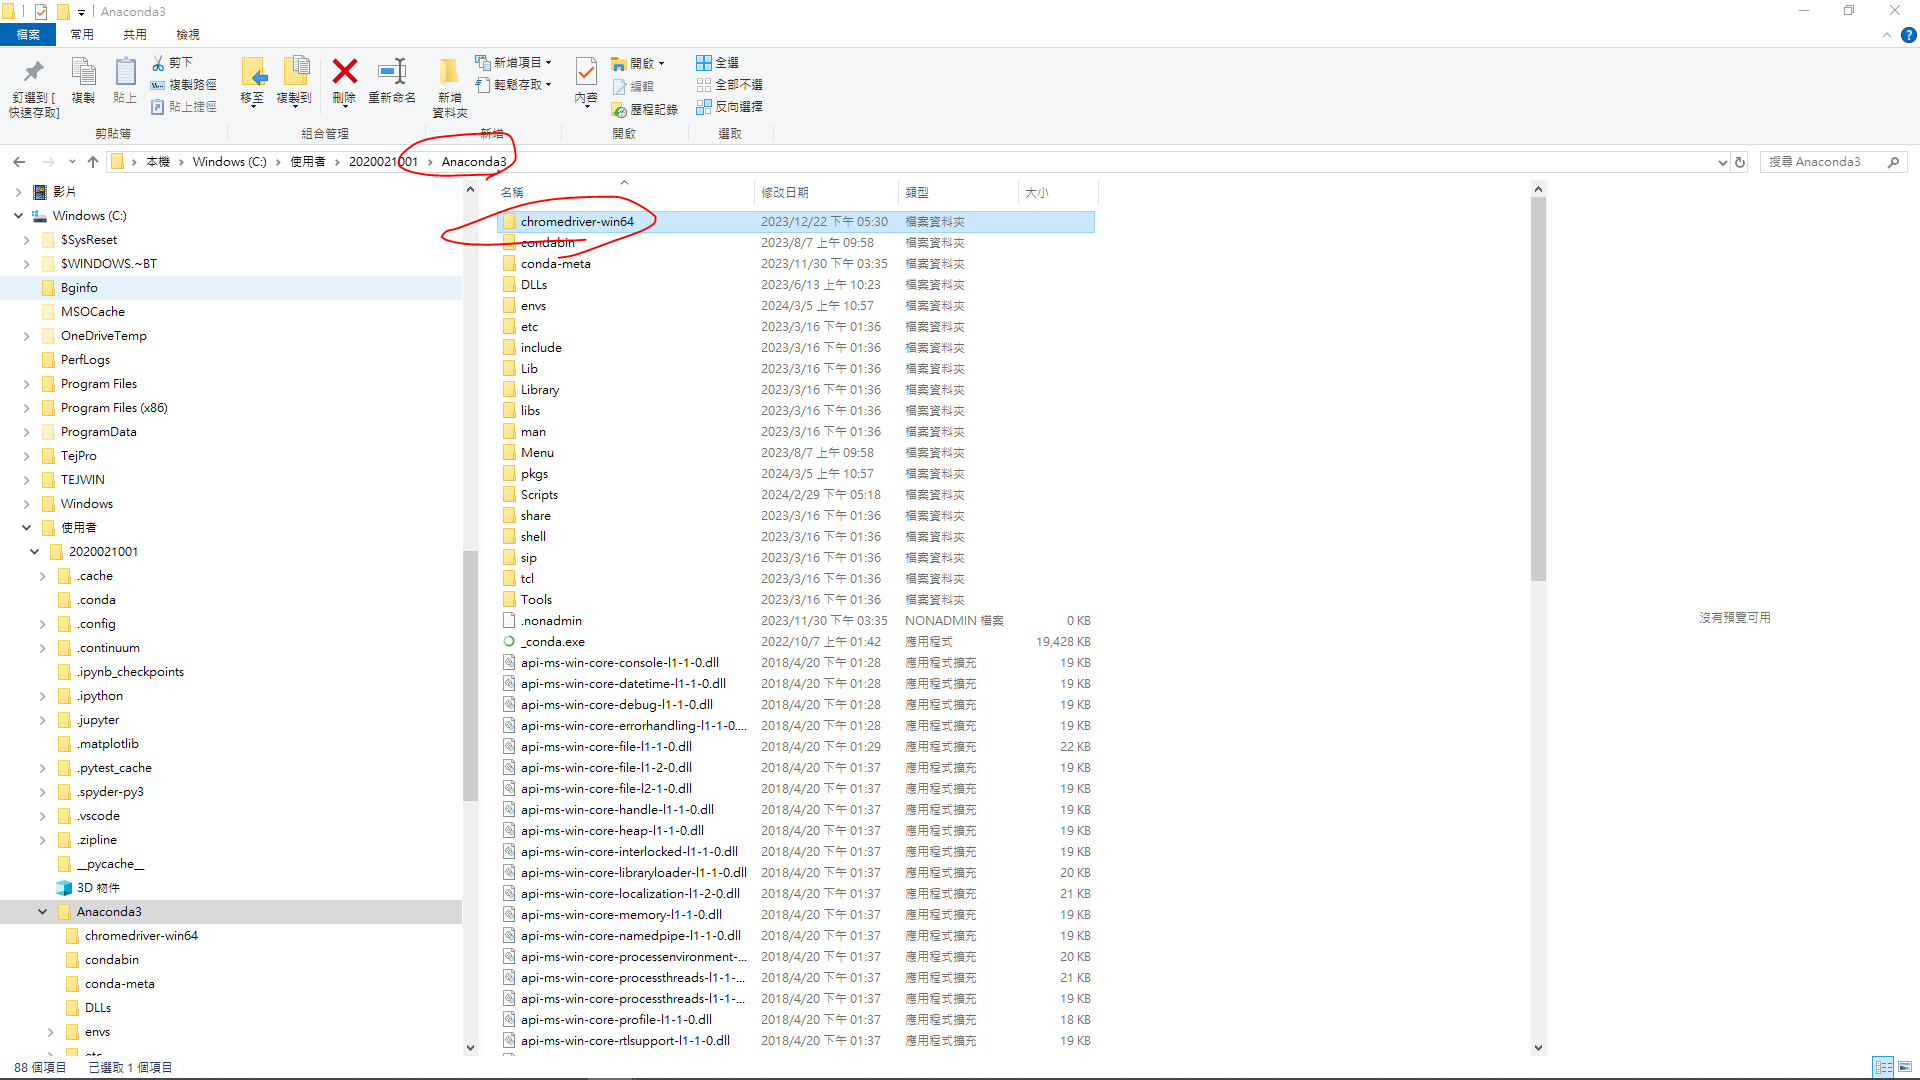 Anaconda3
檔案 常用 共用 檢視
釘選到 [快速存取]
複製
貼上
剪下
複製路徑
貼上捷徑
剪貼簿
移至
複製到
刪除
重新命名
組合管理
新增資料夾
新增項目
輕鬆存取
新增
內容
開啟
編輯
歷程記錄
開啟
全選
全部不選
反向選擇
選取
本機 Windows (C:) 使用者 2020021001 Anaconda3
搜尋 Anaconda3
影片
Windows (C:)
$SysReset
$WINDOWS.~BT
Bginfo
MSOCache
OneDriveTemp
PerfLogs
Program Files
Program Files (x86)
ProgramData
TejPro
TEJWIN
Windows
使用者
2020021001
.cache
.conda
.config
.continuum
.ipynb_checkpoints
.ipython
.jupyter
.matplotlib
.pytest_cache
.spyder-py3
.vscode
.zipline
__pycache__
3D 物件
Anaconda3
chromedriver-win64
condabin
conda-meta
DLLs
envs
名稱 修改日期 類型 大小
chromedriver-win64 2023/12/22 下午 05:30 檔案資料夾
condabin 2023/8/7 上午 09:58 檔案資料夾
conda-meta 2023/11/30 下午 03:35 檔案資料夾
DLLs 2023/6/13 上午 10:23 檔案資料夾
envs 2024/3/5 上午 10:57 檔案資料夾
etc 2023/3/16 下午 01:36 檔案資料夾
include 2023/3/16 下午 01:36 檔案資料夾
Lib 2023/3/16 下午 01:36 檔案資料夾
Library 2023/3/16 下午 01:36 檔案資料夾
libs 2023/3/16 下午 01:36 檔案資料夾
man 2023/3/16 下午 01:36 檔案資料夾
Menu 2023/8/7 上午 09:58 檔案資料夾
pkgs 2024/3/5 上午 10:57 檔案資料夾
Scripts 2024/2/29 下午 05:18 檔案資料夾
share 2023/3/16 下午 01:36 檔案資料夾
shell 2023/3/16 下午 01:36 檔案資料夾
sip 2023/3/16 下午 01:36 檔案資料夾
tcl 2023/3/16 下午 01:36 檔案資料夾
Tools 2023/3/16 下午 01:36 檔案資料夾
.nonadmin 2023/11/30 下午 03:35 NONADMIN 檔案 0 KB
_conda.exe 2022/10/7 上午 01:42 應用程式 19,428 KB
api-ms-win-core-console-l1-1-0.dll 2018/4/20 下午 01:28 應用程式擴充 19 KB
api-ms-win-core-datetime-l1-1-0.dll 2018/4/20 下午 01:28 應用程式擴充 19 KB
api-ms-win-core-debug-l1-1-0.dll 2018/4/20 下午 01:28 應用程式擴充 19 KB
api-ms-win-core-errorhandling-l1-1-0.... 2018/4/20 下午 01:28 應用程式擴充 19 KB
api-ms-win-core-file-l1-1-0.dll 2018/4/20 下午 01:29 應用程式擴充 22 KB
api-ms-win-core-file-l1-2-0.dll 2018/4/20 下午 01:37 應用程式擴充 19 KB
api-ms-win-core-file-l2-1-0.dll 2018/4/20 下午 01:37 應用程式擴充 19 KB
api-ms-win-core-handle-l1-1-0.dll 2018/4/20 下午 01:37 應用程式擴充 19 KB
api-ms-win-core-heap-l1-1-0.dll 2018/4/20 下午 01:37 應用程式擴充 19 KB
api-ms-win-core-interlocked-l1-1-0.dll 2018/4/20 下午 01:37 應用程式擴充 19 KB
api-ms-win-core-libraryloader-l1-1-0.dll 2018/4/20 下午 01:37 應用程式擴充 20 KB
api-ms-win-core-localization-l1-2-0.dll 2018/4/20 下午 01:37 應用程式擴充 21 KB
api-ms-win-core-memory-l1-1-0.dll 2018/4/20 下午 01:37 應用程式擴充 19 KB
api-ms-win-core-namedpipe-l1-1-0.dll 2018/4/20 下午 01:37 應用程式擴充 19 KB
api-ms-win-core-processenvironment-... 2018/4/20 下午 01:37 應用程式擴充 20 KB
api-ms-win-core-processthreads-l1-1-... 2018/4/20 下午 01:37 應用程式擴充 21 KB
api-ms-win-core-processthreads-l1-1-... 2018/4/20 下午 01:37 應用程式擴充 19 KB
api-ms-win-core-profile-l1-1-0.dll 2018/4/20 下午 01:37 應用程式擴充 18 KB
api-ms-win-core-rtlsupport-l1-1-0.dll 2018/4/20 下午 01:37 應用程式擴充 19 KB
沒有預覽可用
88 個項目 已選取 1 個項目